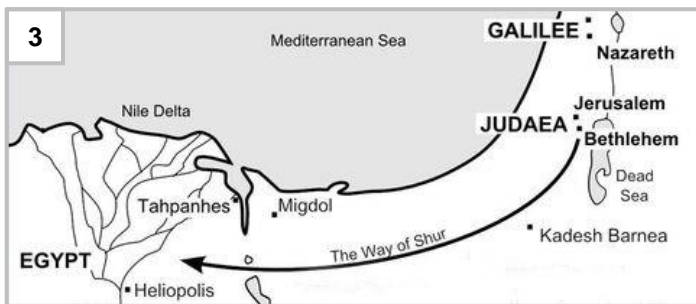 3
Mediterranean Sea
GALILEE
Nazareth
Nile Delta
Jerusalem
JUDAEA
Bethlehem
Dead
Sea
Tahpanhes
Migdol
Kadesh Barnea
The Way of Shur
EGYPT
Heliopolis